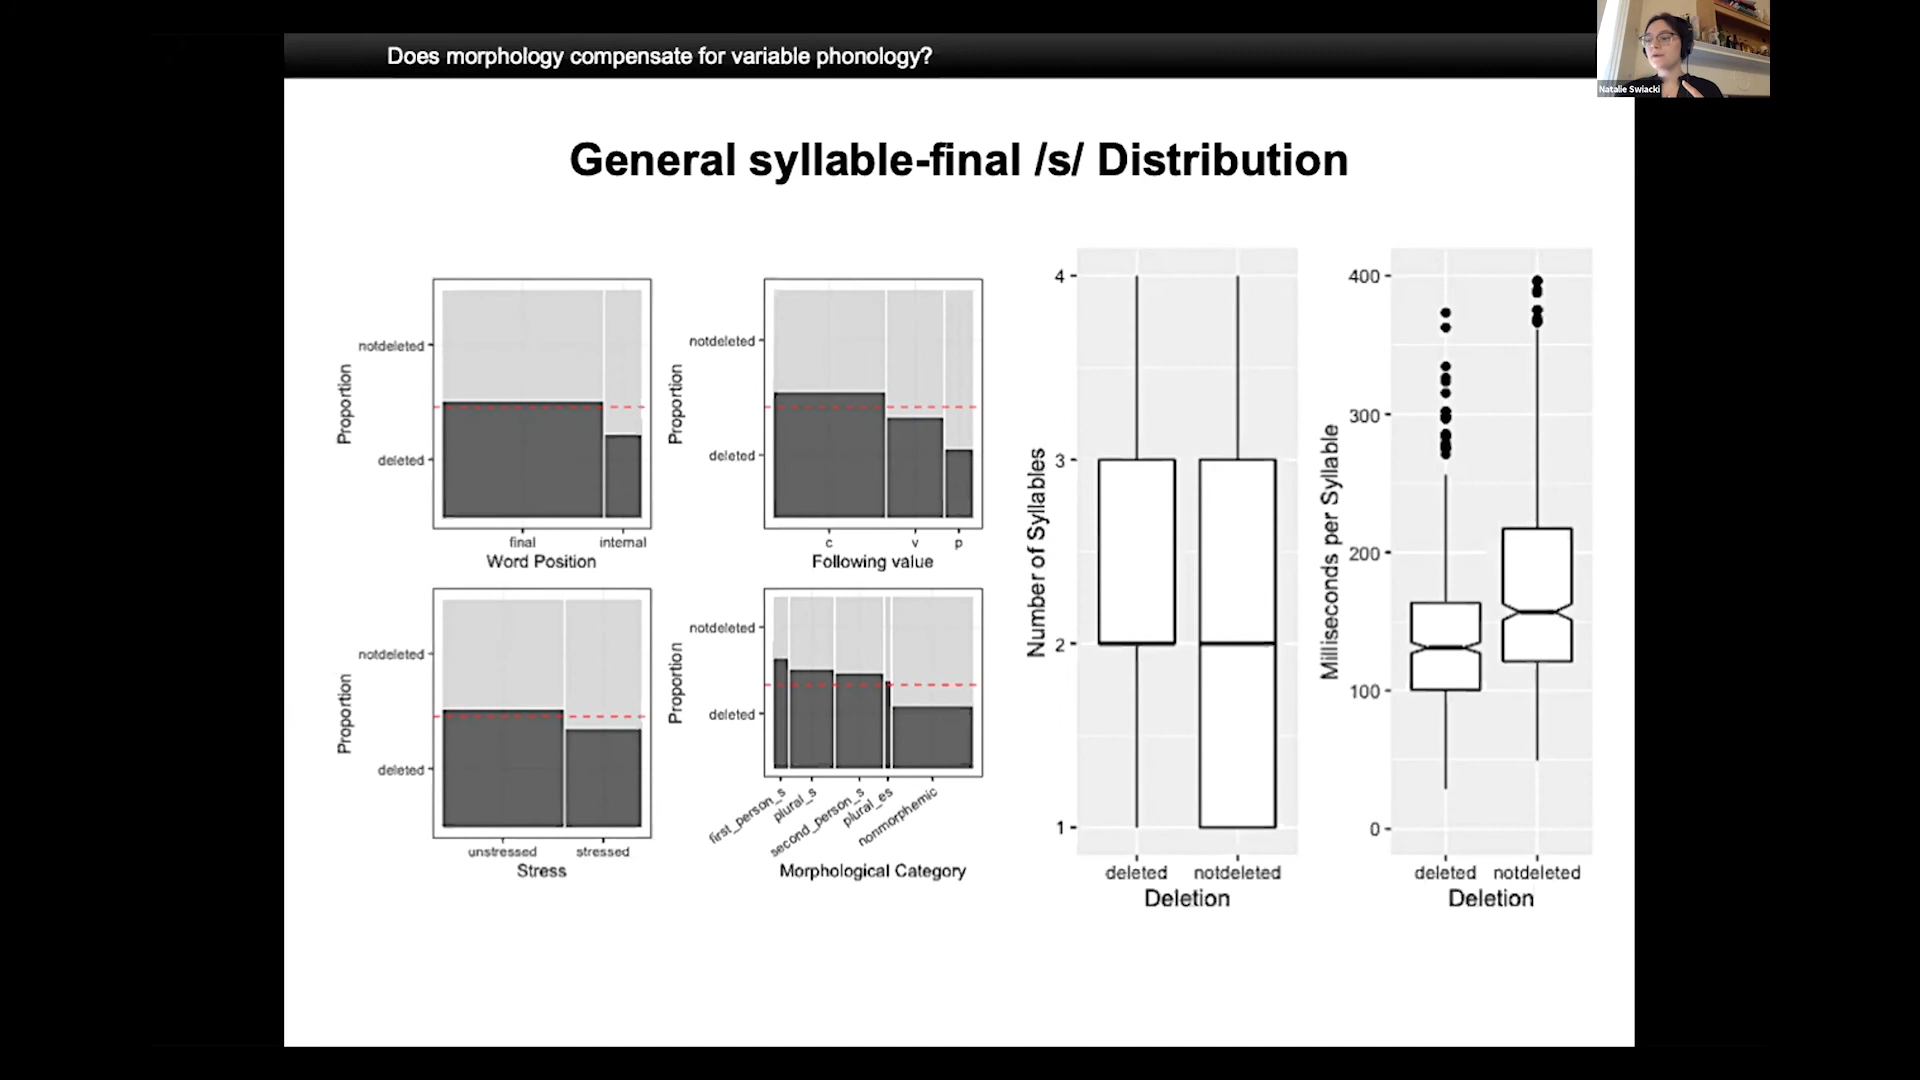 Does morphology compensate for variable phonology?
Natalie Swiacki
General syllable-final /s/ Distribution
Proportion
notdeleted
deleted
final
internal
Word Position
Proportion
notdeleted
deleted
c
v
p
Following value
Proportion
notdeleted
deleted
unstressed
stressed
Stress
Proportion
notdeleted
deleted
first_person_s
plural_s
second_person_s
plural_es
nonmorphemic
Morphological Category
Number of Syllables
4
3
2
1
deleted
notdeleted
Deletion
Milliseconds per Syllable
400
300
200
100
0
deleted
notdeleted
Deletion